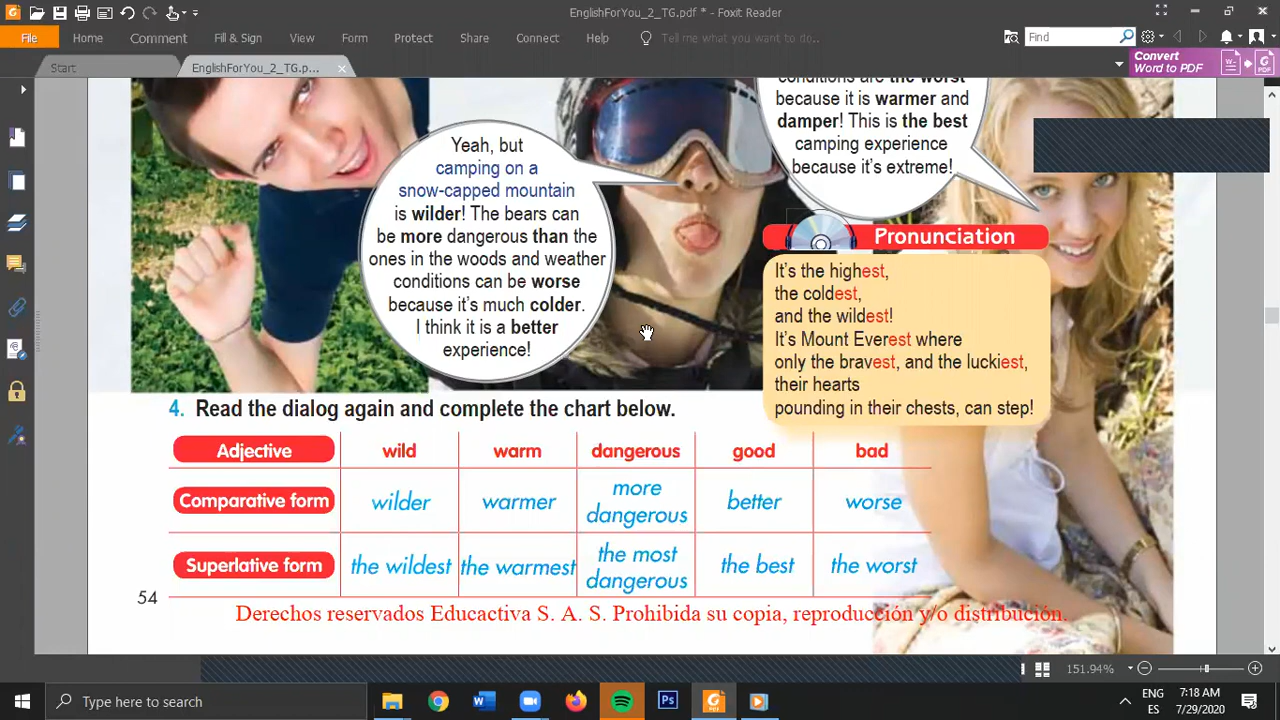 EnglishForYou_2_TG.pdf * - Foxit Reader
File Home Comment Fill & Sign View Form Protect Share Connect Help Tell me what you want to do... Find
Start EnglishForYou_2_TG.p... Convert
Word to PDF
conditions are the worst
because it is warmer and
damper! This is the best
camping experience
because it's extreme!
Yeah, but
camping on a
snow-capped mountain
is wilder! The bears can
be more dangerous than the
ones in the woods and weather
conditions can be worse
because it's much colder.
I think it is a better
experience!
Pronunciation
It's the highest,
the coldest,
and the wildest!
It's Mount Everest where
only the bravest, and the luckiest,
their hearts
pounding in their chests, can step!
4. Read the dialog again and complete the chart below.
Adjective wild warm dangerous good bad
Comparative form wilder warmer more dangerous better worse
Superlative form the wildest the warmest the most dangerous the best the worst
54
Derechos reservados Educactiva S. A. S. Prohibida su copia, reproducción y/o distribución.
151.94%
Type here to search
ENG
ES
7:18 AM
7/29/2020